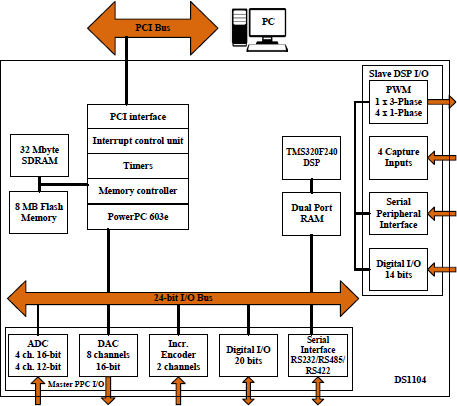 PCI Bus
PC
Slave DSP I/O
PWM
1 x 3-Phase
4 x 1-Phase
PCI interface
Interrupt control unit
Timers
Memory controller
PowerPC 603e
32 Mbyte
SDRAM
8 MB Flash
Memory
TMS320F240
DSP
Dual Port
RAM
4 Capture
Inputs
Serial
Peripheral
Interface
Digital I/O
14 bits
24-bit I/O Bus
ADC
4 ch. 16-bit
4 ch. 12-bit
DAC
8 channels
16-bit
Incr.
Encoder
2 channels
Digital I/O
20 bits
Serial
Interface
RS232/RS485/
RS422
Master PPC I/O
DS1104